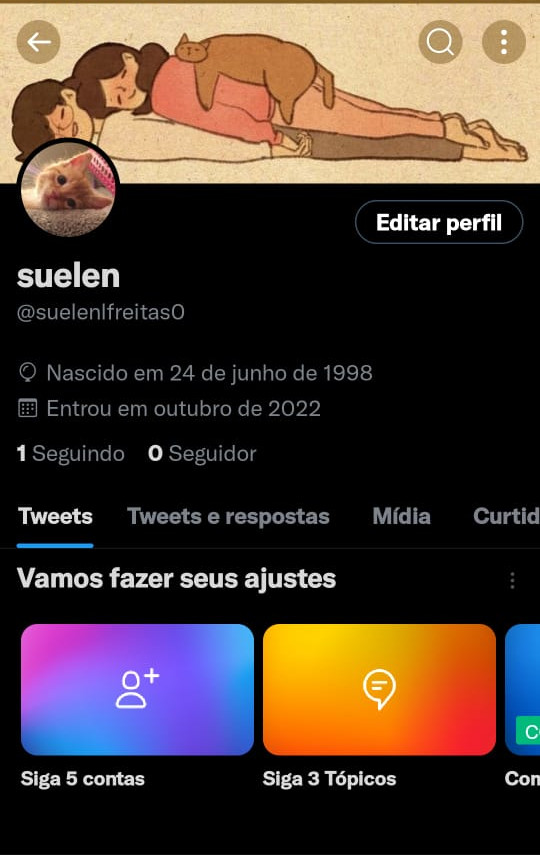 Editar perfil
suelen
@suelenlfreitas0
Nascido em 24 de junho de 1998
Entrou em outubro de 2022
1 Seguindo 0 Seguidor
Tweets Tweets e respostas Mídia Curtid
Vamos fazer seus ajustes
Siga 5 contas Siga 3 Tópicos Con